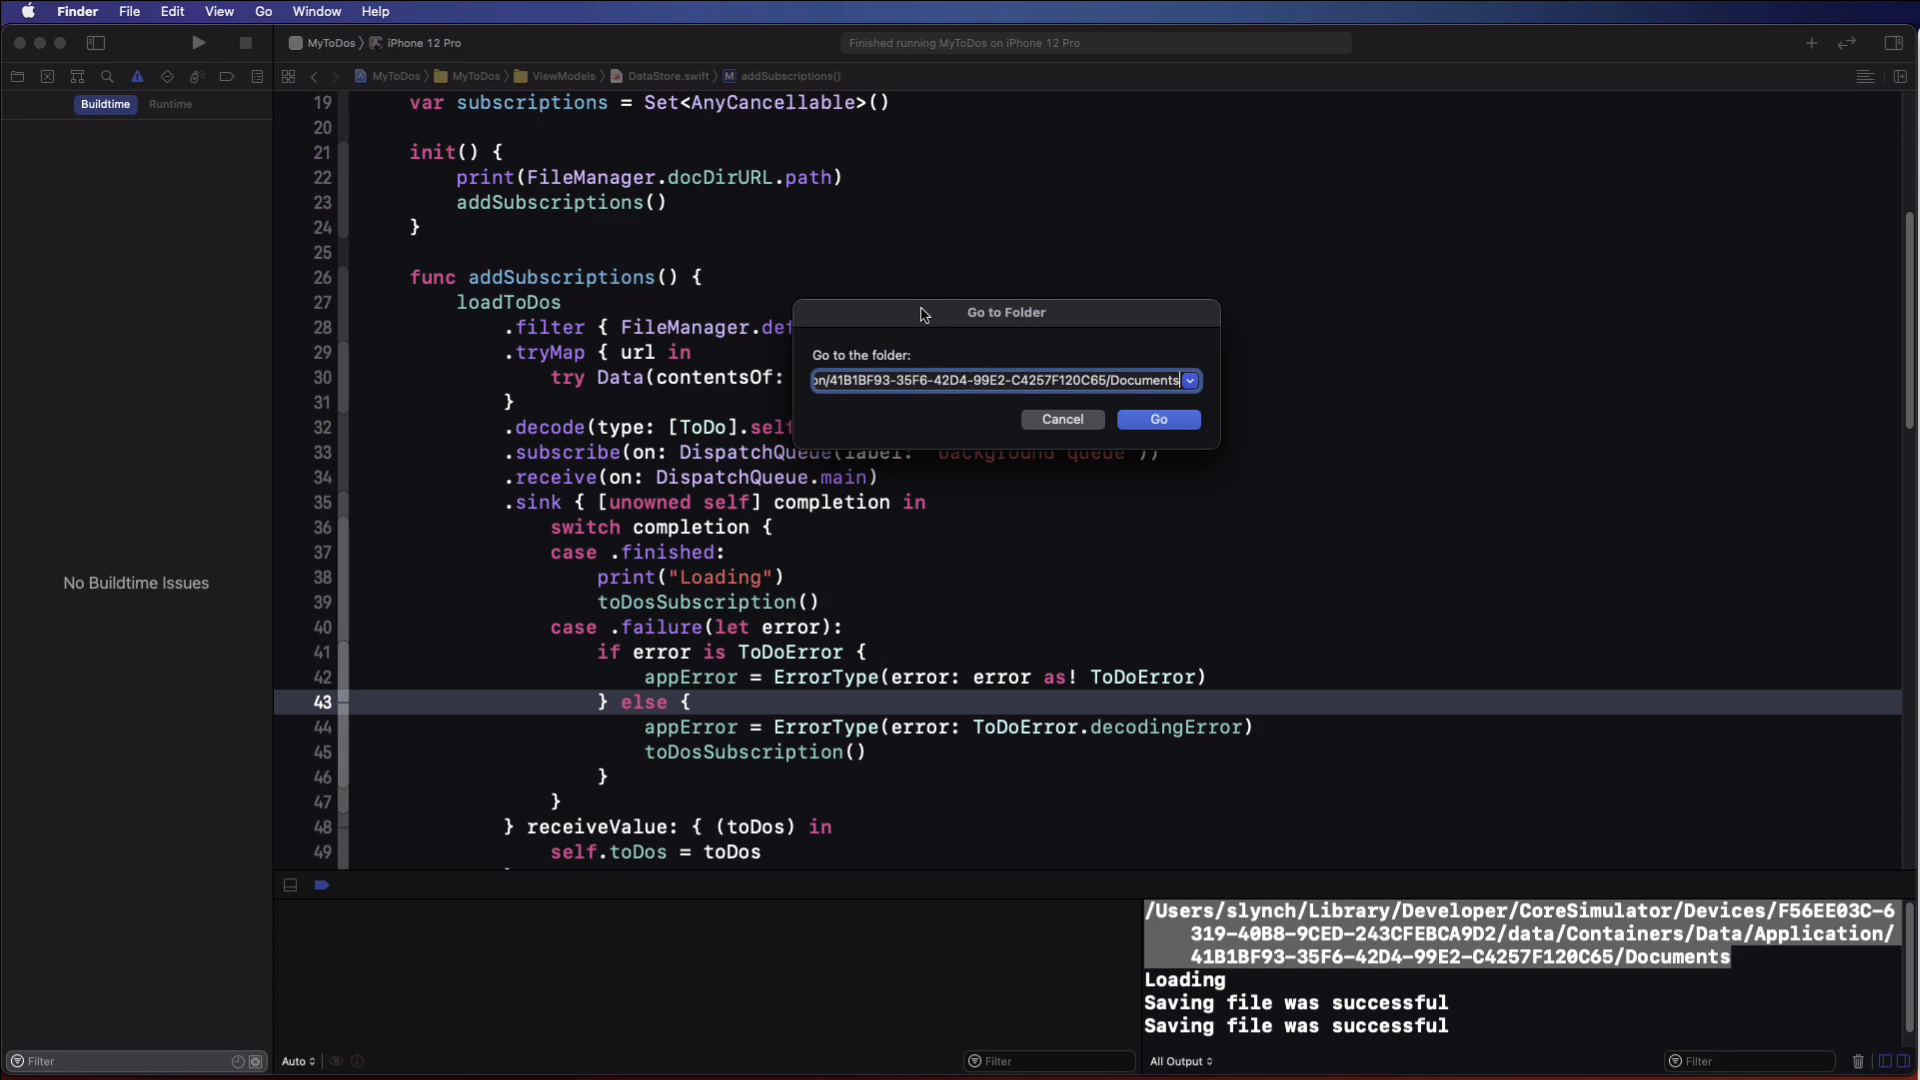 Finder File Edit View Go Window Help
MyToDos iPhone 12 Pro
Finished running MyToDos on iPhone 12 Pro
MyToDos MyToDos ViewModels DataStore.swift M addSubscriptions()
Buildtime Runtime
No Buildtime Issues
19 var subscriptions = Set<AnyCancellable>()
20
21 init() {
22 print(FileManager.docDirURL.path)
23 addSubscriptions()
24 }
25
26 func addSubscriptions() {
27 loadToDos
28 .filter { FileManager.def
29 .tryMap { url in
30 try Data(contentsOf:
31 }
32 .decode(type: [ToDo].self
33 .subscribe(on: DispatchQueue(label: "background queue"))
34 .receive(on: DispatchQueue.main)
35 .sink { [unowned self] completion in
36 switch completion {
37 case .finished:
38 print("Loading")
39 toDosSubscription()
40 case .failure(let error):
41 if error is ToDoError {
42 appError = ErrorType(error: error as! ToDoError)
43 } else {
44 appError = ErrorType(error: ToDoError.decodingError)
45 toDosSubscription()
46 }
47 }
48 } receiveValue: { (toDos) in
49 self.toDos = toDos
Go to Folder
Go to the folder:
on/41B1BF93-35F6-42D4-99E2-C4257F120C65/Documents
Cancel Go
/Users/slynch/Library/Developer/CoreSimulator/Devices/F56EE03C-6
319-40B8-9CED-243CFEBCA9D2/data/Containers/Data/Application/
41B1BF93-35F6-42D4-99E2-C4257F120C65/Documents
Loading
Saving file was successful
Saving file was successful
Filter
Auto
Filter
All Output
Filter